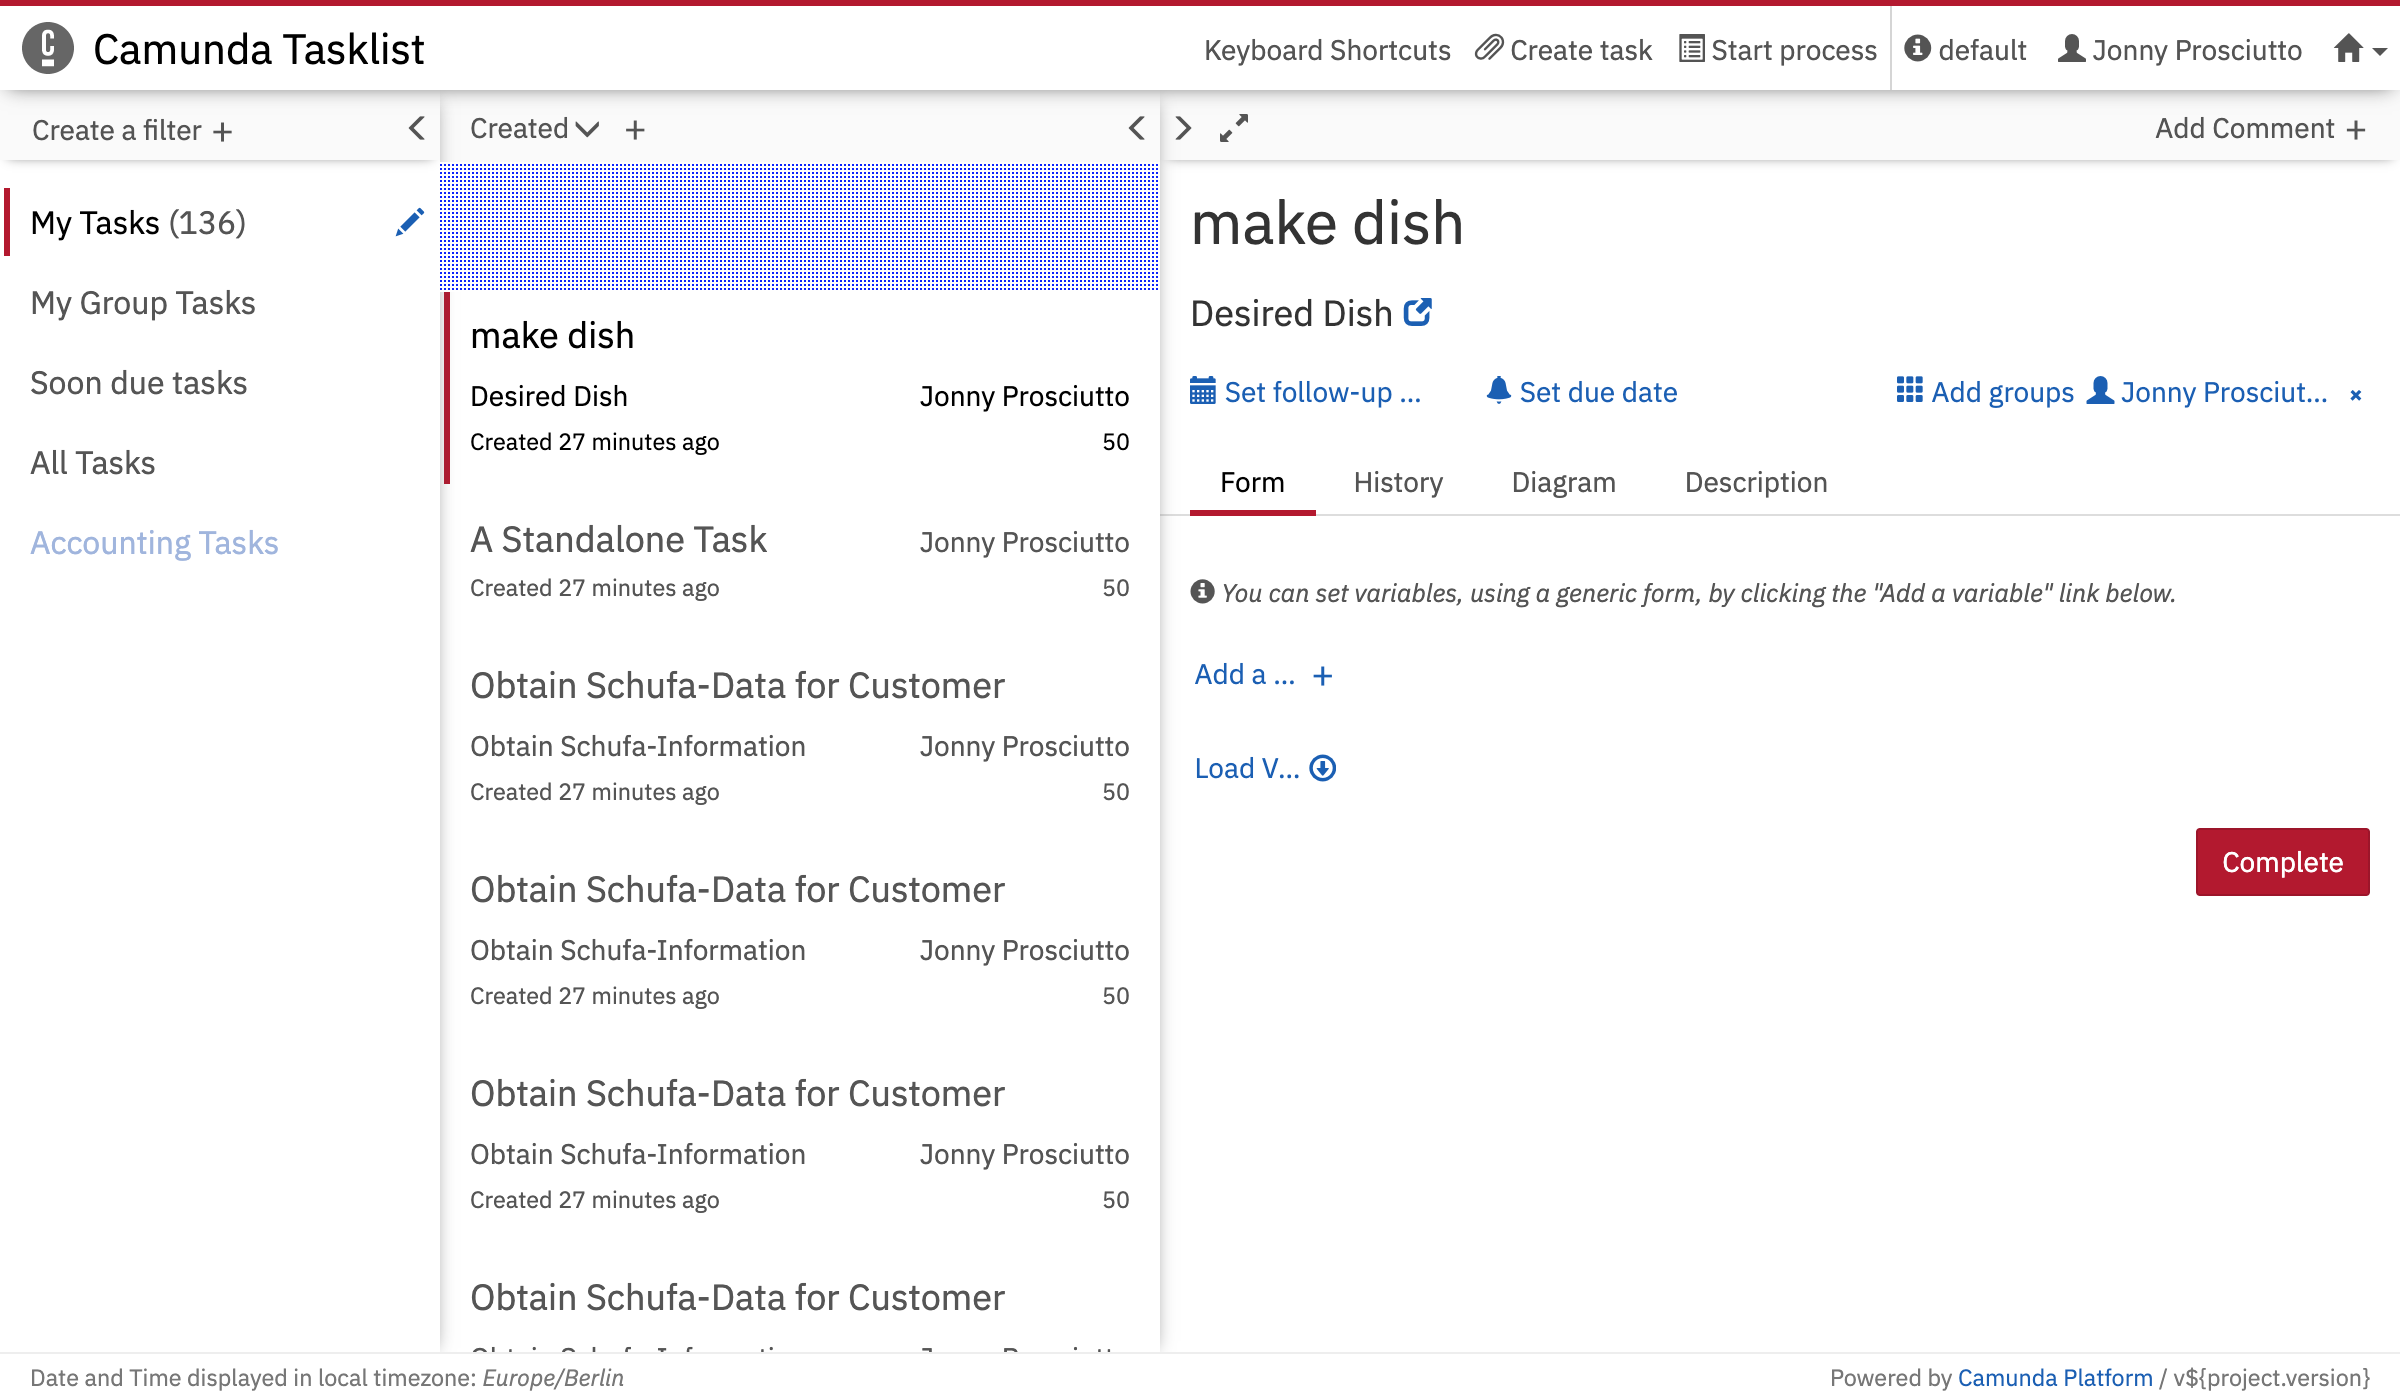 Camunda Tasklist
Keyboard Shortcuts Create task Start process default Jonny Prosciutto
Create a filter +
My Tasks (136)
My Group Tasks
Soon due tasks
All Tasks
Accounting Tasks
Created +
make dish
Desired Dish Jonny Prosciutto
Created 27 minutes ago 50
A Standalone Task Jonny Prosciutto
Created 27 minutes ago 50
Obtain Schufa-Data for Customer
Obtain Schufa-Information Jonny Prosciutto
Created 27 minutes ago 50
Obtain Schufa-Data for Customer
Obtain Schufa-Information Jonny Prosciutto
Created 27 minutes ago 50
Obtain Schufa-Data for Customer
Obtain Schufa-Information Jonny Prosciutto
Created 27 minutes ago 50
Obtain Schufa-Data for Customer
Add Comment +
make dish
Desired Dish
Set follow-up ... Set due date Add groups Jonny Prosciut... ×
Form History Diagram Description
You can set variables, using a generic form, by clicking the "Add a variable" link below.
Add a ... +
Load V...
Complete
Date and Time displayed in local timezone: Europe/Berlin
Powered by Camunda Platform / v${project.version}